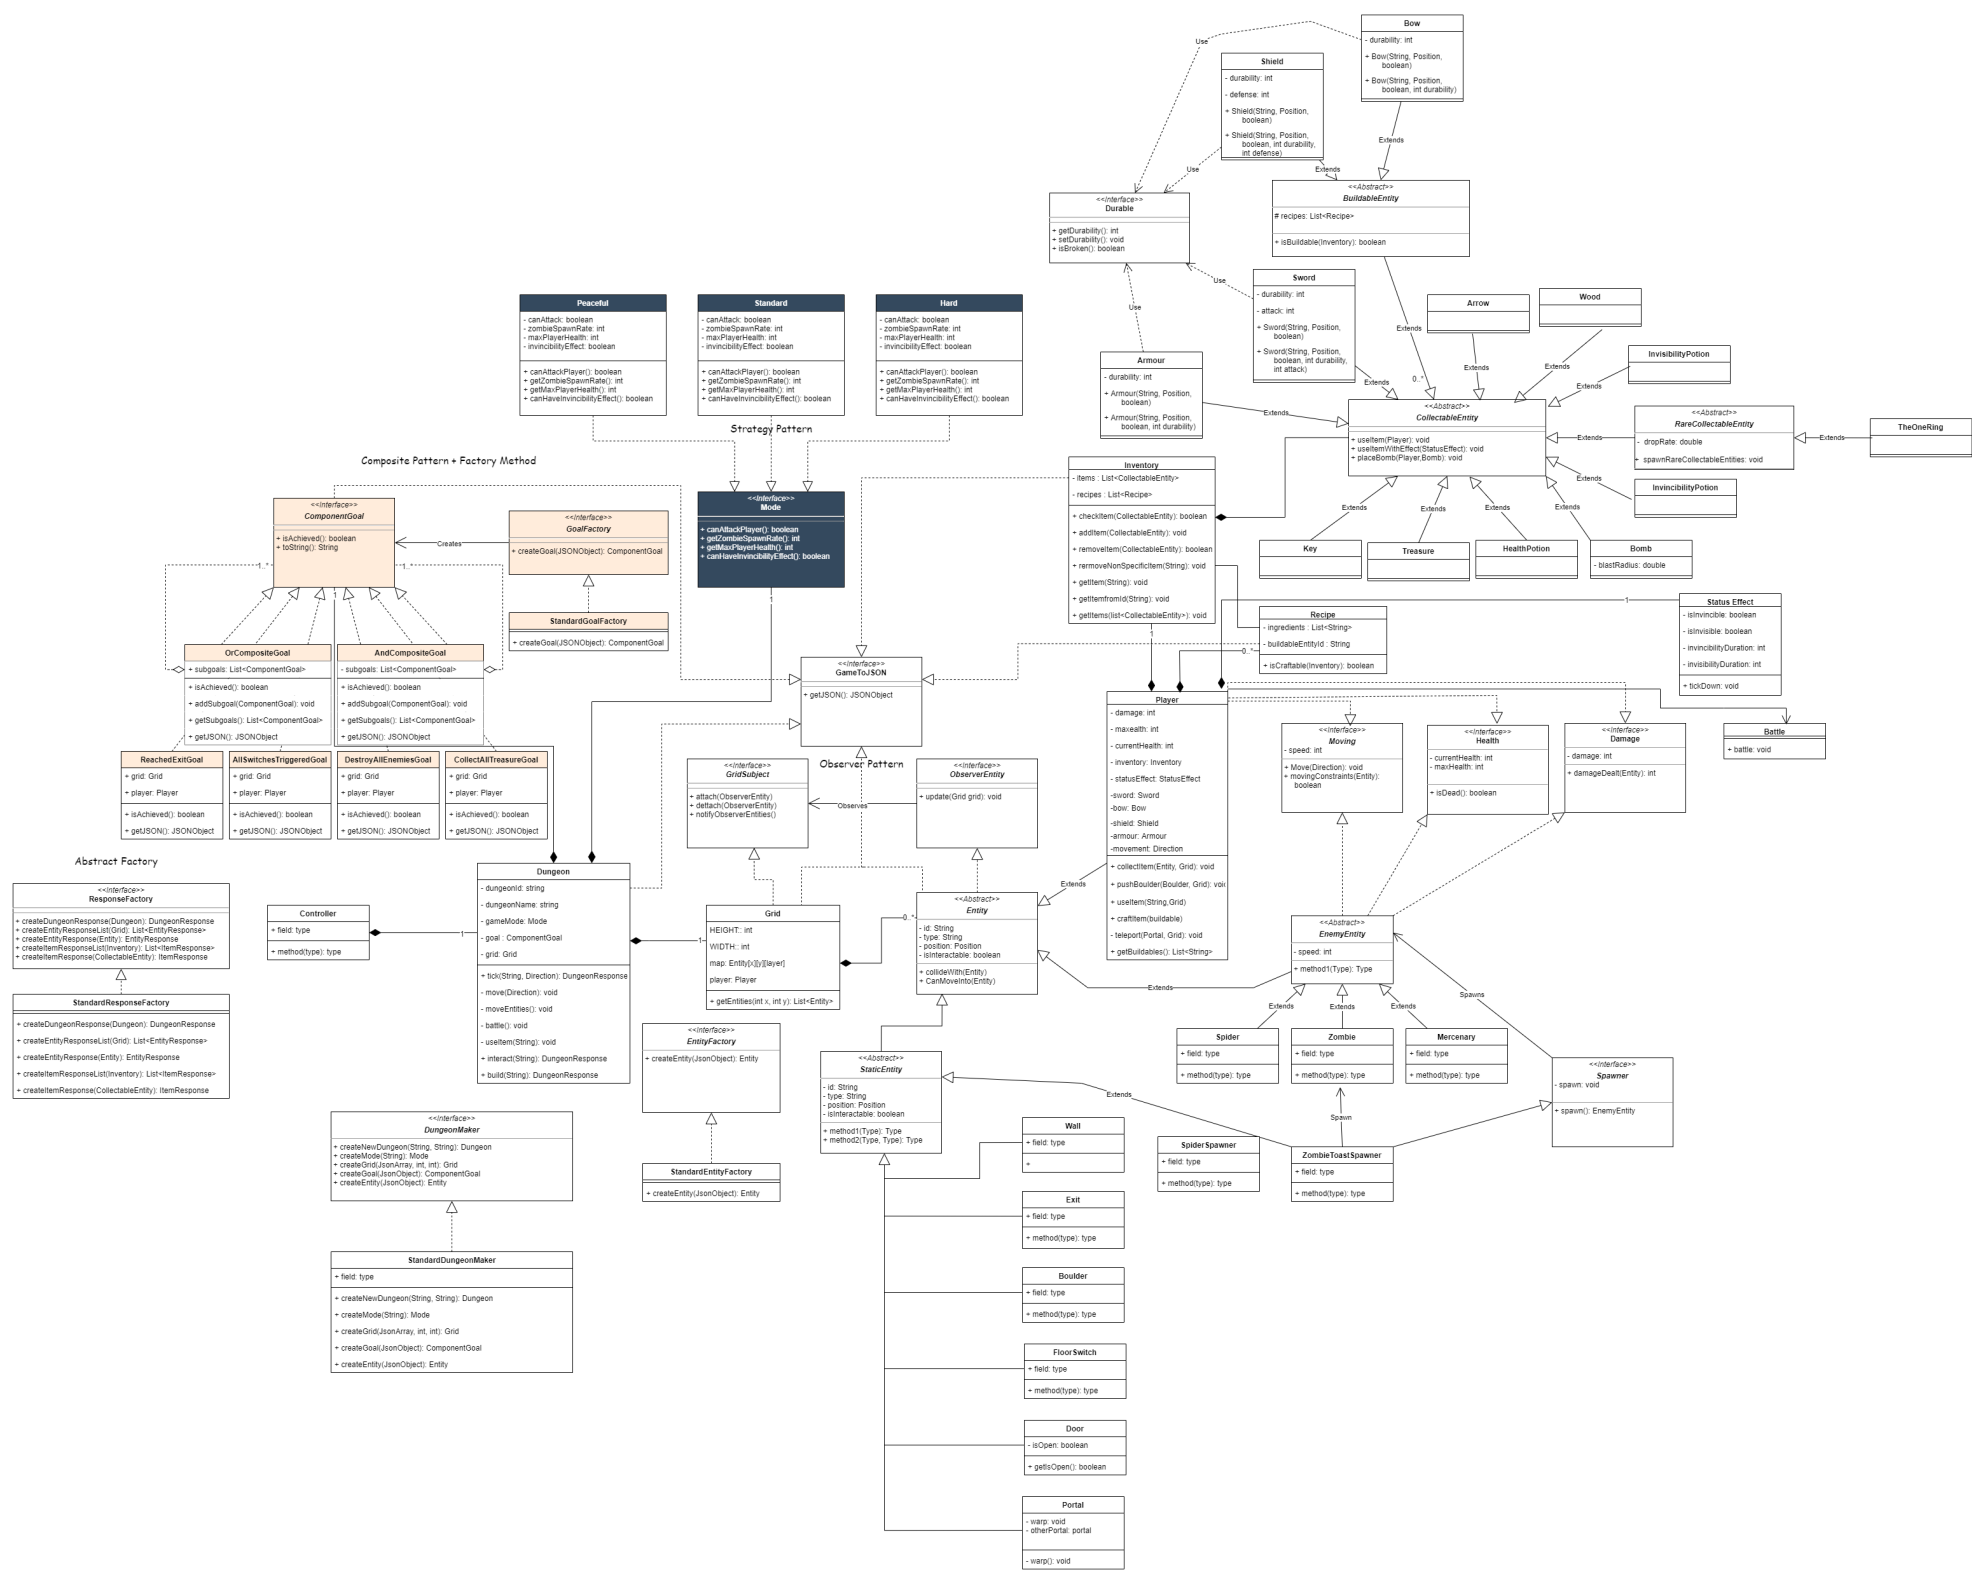 Bow
- durability: int
+ Bow(String, Position,
boolean)
+ Bow(String, Position,
boolean, int durability)
Use
Shield
- durability: int
- defense: int
+ Shield(String, Position,
boolean)
+ Shield(String, Position,
boolean, int durability,
int defense)
Extends
Use
Extends
<<Abstract>>
BuildableEntity
# recipes: List<Recipe>
+ isBuildable(Inventory): boolean
<<Interface>>
Durable
+ getDurability(): int
+ setDurability(): void
+ isBroken(): boolean
Use
Use
Sword
- durability: int
- attack: int
+ Sword(String, Position,
boolean)
+ Sword(String, Position,
boolean, int durability,
int attack)
Extends
Extends
0..*
Arrow
Extends
Wood
Extends
InvisibilityPotion
Extends
Armour
- durability: int
+ Armour(String, Position,
boolean)
+ Armour(String, Position,
boolean, int durability)
Extends
<<Abstract>>
CollectableEntity
+ useItem(Player): void
+ useItemWithEffect(StatusEffect): void
+ placeBomb(Player,Bomb): void
Extends
<<Abstract>>
RareCollectableEntity
- dropRate: double
+ spawnRareCollectableEntities: void
Extends
TheOneRing
Extends
InvincibilityPotion
Extends
Extends
Extends
Extends
Key
Treasure
HealthPotion
Bomb
- blastRadius: double
Peaceful
- canAttack: boolean
- zombieSpawnRate: int
- maxPlayerHealth: int
- invicibilityEffect: boolean
+ canAttackPlayer(): boolean
+ getZombieSpawnRate(): int
+ getMaxPlayerHealth(): int
+ canHaveInvincibilityEffect(): boolean
Standard
- canAttack: boolean
- zombieSpawnRate: int
- maxPlayerHealth: int
- invicibilityEffect: boolean
+ canAttackPlayer(): boolean
+ getZombieSpawnRate(): int
+ getMaxPlayerHealth(): int
+ canHaveInvincibilityEffect(): boolean
Hard
- canAttack: boolean
- zombieSpawnRate: int
- maxPlayerHealth: int
- invicibilityEffect: boolean
+ canAttackPlayer(): boolean
+ getZombieSpawnRate(): int
+ getMaxPlayerHealth(): int
+ canHaveInvincibilityEffect(): boolean
Strategy Pattern
<<Interface>>
Mode
+ canAttackPlayer(): boolean
+ getZombieSpawnRate(): int
+ getMaxPlayerHealth(): int
+ canHaveInvincibilityEffect(): boolean
1
Composite Pattern + Factory Method
<<Interface>>
ComponentGoal
+ isAchieved(): boolean
+ toString(): String
Creates
<<Interface>>
GoalFactory
+ createGoal(JSONObject): ComponentGoal
StandardGoalFactory
+ createGoal(JSONObject): ComponentGoal
1..*
1..*
1
OrCompositeGoal
+ subgoals: List<ComponentGoal>
+ isAchieved(): boolean
+ addSubgoal(ComponentGoal): void
+ getSubgoals(): List<ComponentGoal>
+ getJSON(): JSONObject
AndCompositeGoal
- subgoals: List<ComponentGoal>
+ isAchieved(): boolean
+ addSubgoal(ComponentGoal): void
+ getSubgoals(): List<ComponentGoal>
+ getJSON(): JSONObject
ReachedExitGoal
+ grid: Grid
+ player: Player
+ isAchieved(): boolean
+ getJSON(): JSONObject
AllSwitchesTriggeredGoal
+ grid: Grid
+ player: Player
+ isAchieved(): boolean
+ getJSON(): JSONObject
DestroyAllEnemiesGoal
+ grid: Grid
+ player: Player
+ isAchieved(): boolean
+ getJSON(): JSONObject
CollectAllTreasureGoal
+ grid: Grid
+ player: Player
+ isAchieved(): boolean
+ getJSON(): JSONObject
Inventory
- items : List<CollectableEntity>
- recipes : List<Recipe>
+ checkItem(CollectableEntity): boolean
+ addItem(CollectableEntity): void
+ removeItem(CollectableEntity): boolean
+ rermoveNonSpecificItem(String): void
+ getItem(String): void
+ getItemfromId(String): void
+ getItems(list<CollectableEntity>): void
1
Recipe
- ingredients : List<String>
- buildableEntityId : String
+ isCraftable(Inventory): boolean
0..*
1
Status Effect
- isInvincible: boolean
- isInvisible: boolean
- invincibilityDuration: int
- invisibilityDuration: int
+ tickDown: void
<<Interface>>
GameToJSON
+ getJSON(): JSONObject
Player
- damage: int
- maxealth: int
- currentHealth: int
- inventory: Inventory
- statusEffect: StatusEffect
-sword: Sword
-bow: Bow
-shield: Shield
-armour: Armour
-movement: Direction
+ collectItem(Entity, Grid): void
+ pushBoulder(Boulder, Grid): void
+ useItem(String,Grid)
+ craftItem(buildable)
- teleport(Portal, Grid): void
+ getBuildables(): List<String>
<<Interface>>
Moving
- speed: int
+ Move(Direction): void
+ movingConstraints(Entity):
boolean
<<Interface>>
Health
- currentHealth: int
- maxHealth: int
+ isDead(): boolean
<<Interface>>
Damage
- damage: int
+ damageDealt(Entity): int
Battle
+ battle: void
Observer Pattern
<<Interface>>
GridSubject
+ attach(ObserverEntity)
+ dettach(ObserverEntity)
+ notifyObserverEntities()
Observes
<<Interface>>
ObserverEntity
+ update(Grid grid): void
Abstract Factory
<<Interface>>
ResponseFactory
+ createDungeonResponse(Dungeon): DungeonResponse
+ createEntityResponseList(Grid): List<EntityResponse>
+ createEntityResponse(Entity): EntityResponse
+ createItemResponseList(Inventory): List<ItemResponse>
+ createItemResponse(CollectableEntity): ItemResponse
StandardResponseFactory
+ createDungeonResponse(Dungeon): DungeonResponse
+ createEntityResponseList(Grid): List<EntityResponse>
+ createEntityResponse(Entity): EntityResponse
+ createItemResponseList(Inventory): List<ItemResponse>
+ createItemResponse(CollectableEntity): ItemResponse
Controller
+ field: type
+ method(type): type
1
Dungeon
- dungeonId: string
- dungeonName: string
- gameMode: Mode
- goal : ComponentGoal
- grid: Grid
+ tick(String, Direction): DungeonResponse
- move(Direction): void
- moveEntities(): void
- battle(): void
- useItem(String): void
+ interact(String): DungeonResponse
+ build(String): DungeonResponse
1
Grid
HEIGHT:: int
WIDTH:: int
map: Entity[x][y][layer]
player: Player
+ getEntities(int x, int y): List<Entity>
0..*
<<Abstract>>
Entity
- id: String
- type: String
- position: Position
- isInteractable: boolean
+ collideWith(Entity)
+ CanMoveInto(Entity)
Extends
Extends
<<Abstract>>
EnemyEntity
- speed: int
+ method1(Type): Type
Extends
Extends
Extends
Spawns
Spider
+ field: type
+ method(type): type
Zombie
+ field: type
+ method(type): type
Mercenary
+ field: type
+ method(type): type
<<Interface>>
Spawner
- spawn: void
+ spawn(): EnemyEntity
<<Interface>>
EntityFactory
+ createEntity(JsonObject): Entity
StandardEntityFactory
+ createEntity(JsonObject): Entity
<<Abstract>>
StaticEntity
- id: String
- type: String
- position: Position
- isInteractable: boolean
+ method1(Type): Type
+ method2(Type, Type): Type
Extends
Spawn
SpiderSpawner
+ field: type
+ method(type): type
ZombieToastSpawner
+ field: type
+ method(type): type
<<Interface>>
DungeonMaker
+ createNewDungeon(String, String): Dungeon
+ createMode(String): Mode
+ createGrid(JsonArray, int, int): Grid
+ createGoal(JsonObject): ComponentGoal
+ createEntity(JsonObject): Entity
StandardDungeonMaker
+ field: type
+ createNewDungeon(String, String): Dungeon
+ createMode(String): Mode
+ createGrid(JsonArray, int, int): Grid
+ createGoal(JsonObject): ComponentGoal
+ createEntity(JsonObject): Entity
Wall
+ field: type
+
Exit
+ field: type
+ method(type): type
Boulder
+ field: type
+ method(type): type
FloorSwitch
+ field: type
+ method(type): type
Door
- isOpen: boolean
+ getIsOpen(): boolean
Portal
- warp: void
- otherPortal: portal
- warp(): void